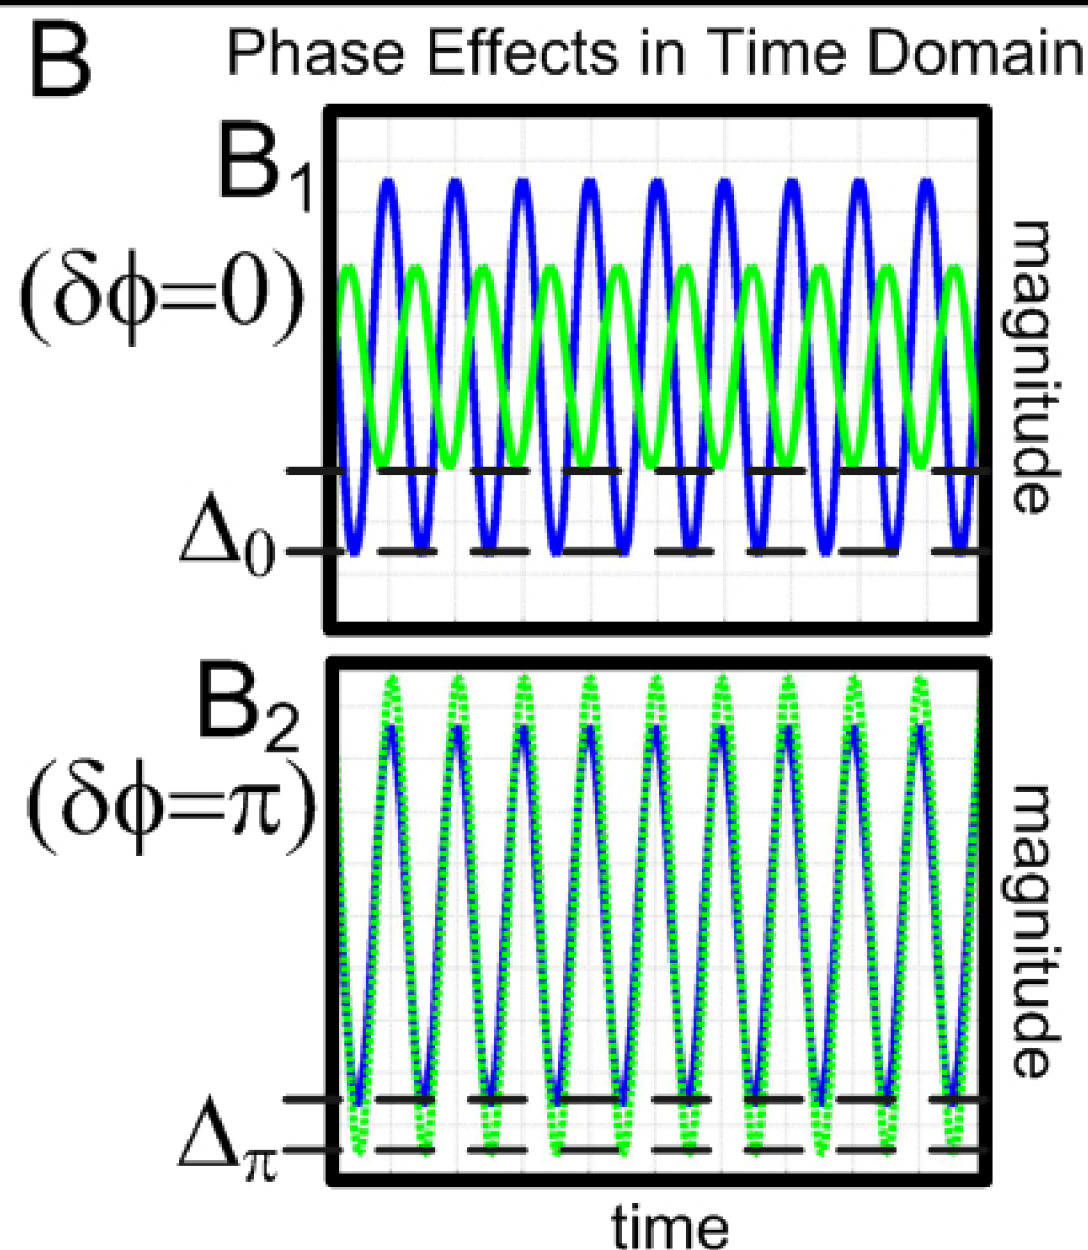 B
Phase Effects in Time Domain
B₁
(δϕ=0)
magnitude
Δ₀
B₂
(δϕ=π)
magnitude
Δπ
time